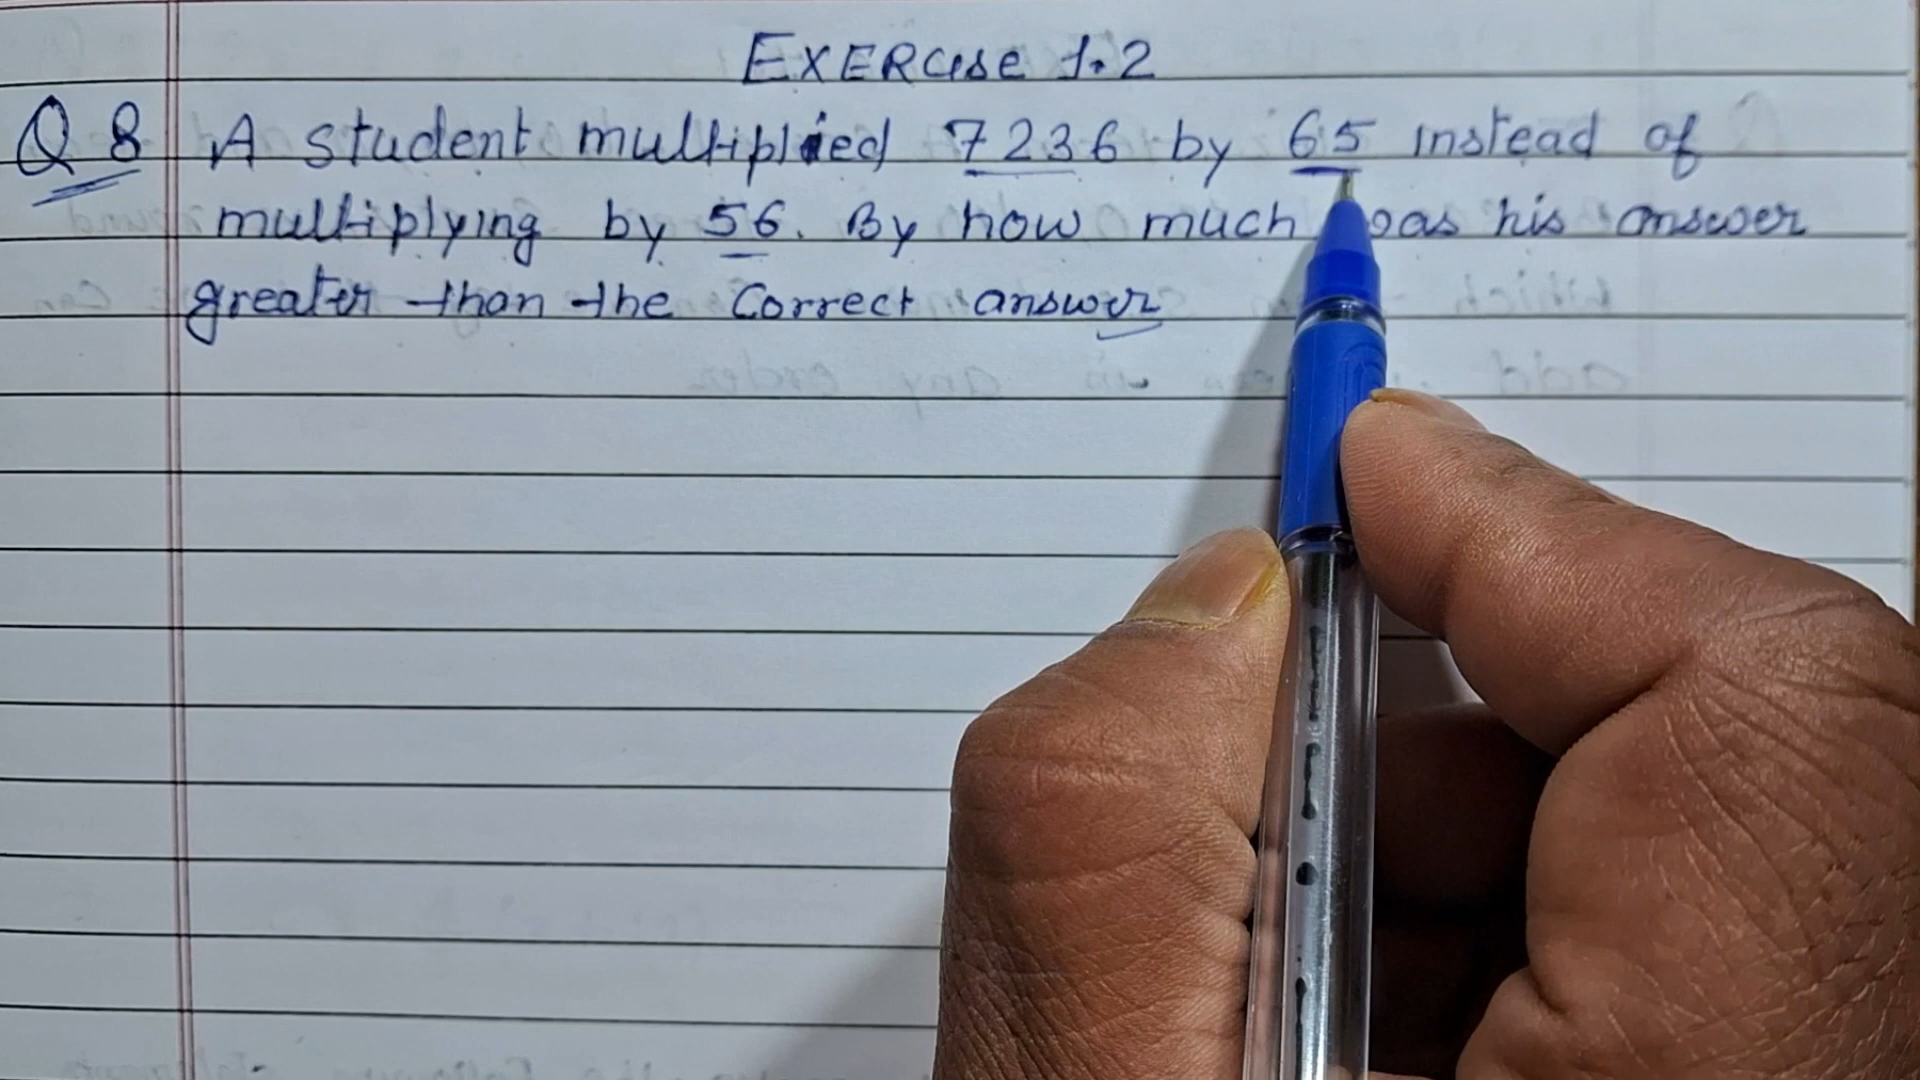 EXERCise 1.2
Q 8 A student multiplied 7236 by 65 instead of
multiplying by 56. By how much was his answer
greater than the correct answer